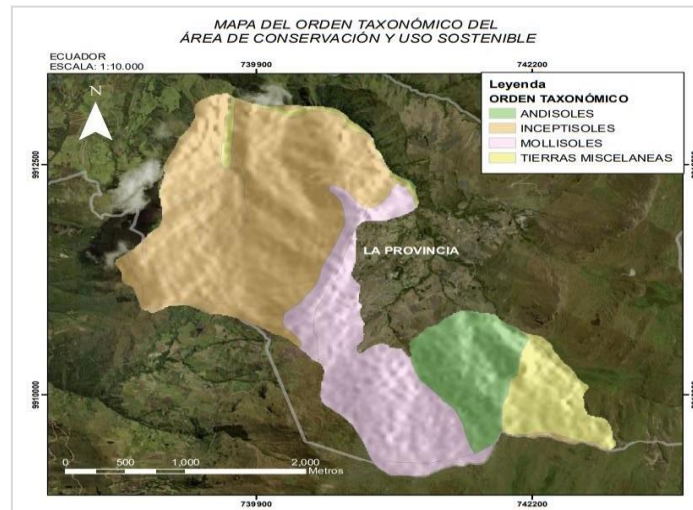 MAPA DEL ORDEN TAXONÓMICO DEL
ÁREA DE CONSERVACIÓN Y USO SOSTENIBLE
ECUADOR
ESCALA: 1:10.000
739900
742200
N
Leyenda
ORDEN TAXONÓMICO
ANDISOLES
INCEPTISOLES
MOLLISOLES
TIERRAS MISCELANEAS
9912500
LA PROVINCIA
9910000
0 500 1,000 2,000
Metros
739900
742200